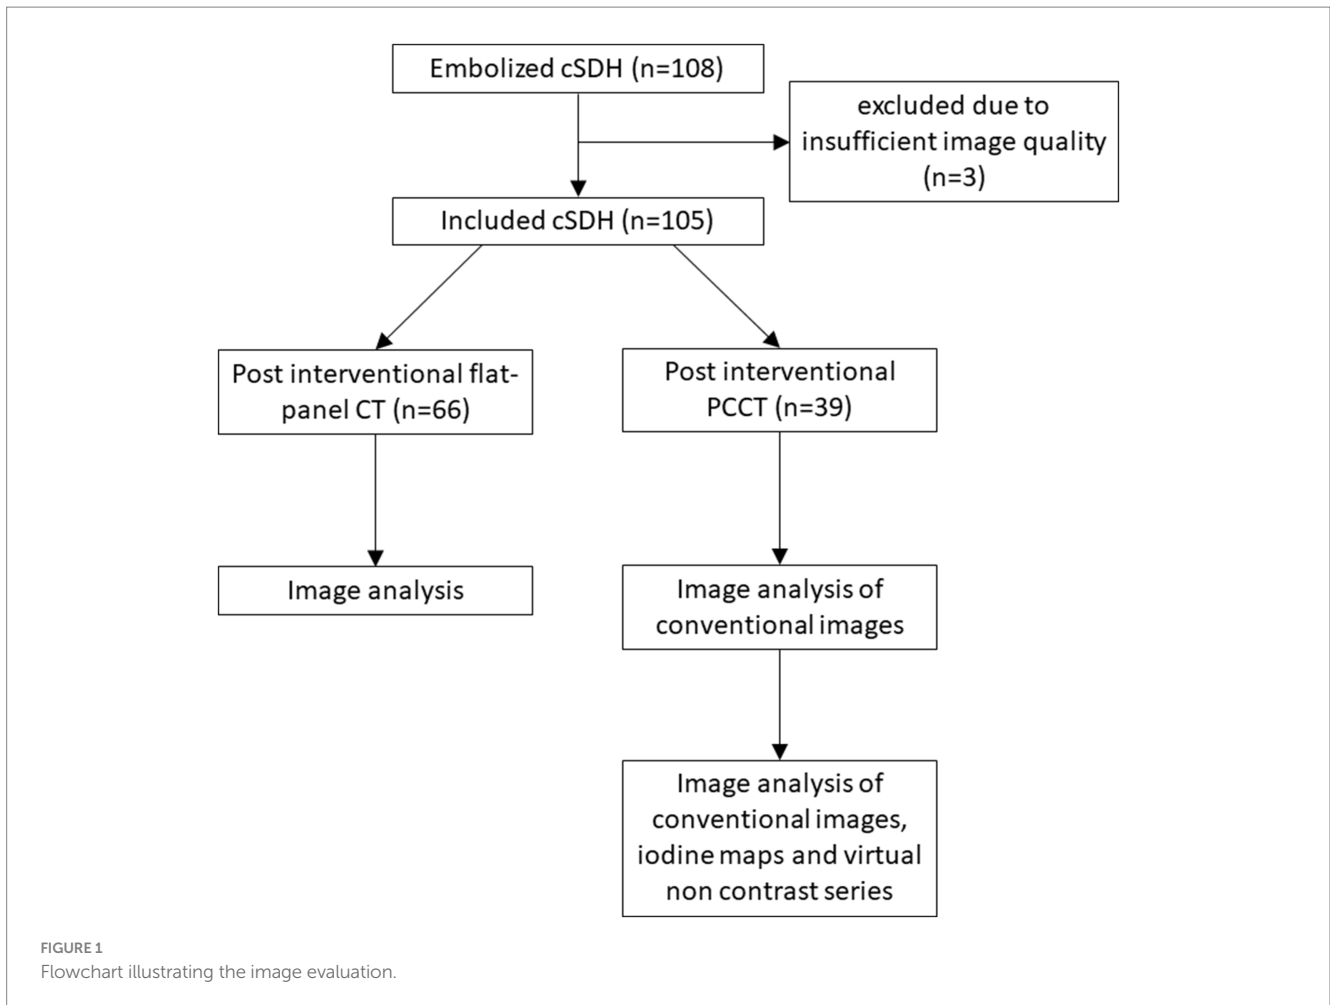 Embolized cSDH (n=108)
excluded due to
insufficient image quality
(n=3)
Included cSDH (n=105)
Post interventional flat-
panel CT (n=66)
Post interventional
PCCT (n=39)
Image analysis
Image analysis of
conventional images
Image analysis of
conventional images,
iodine maps and virtual
non contrast series
FIGURE 1
Flowchart illustrating the image evaluation.